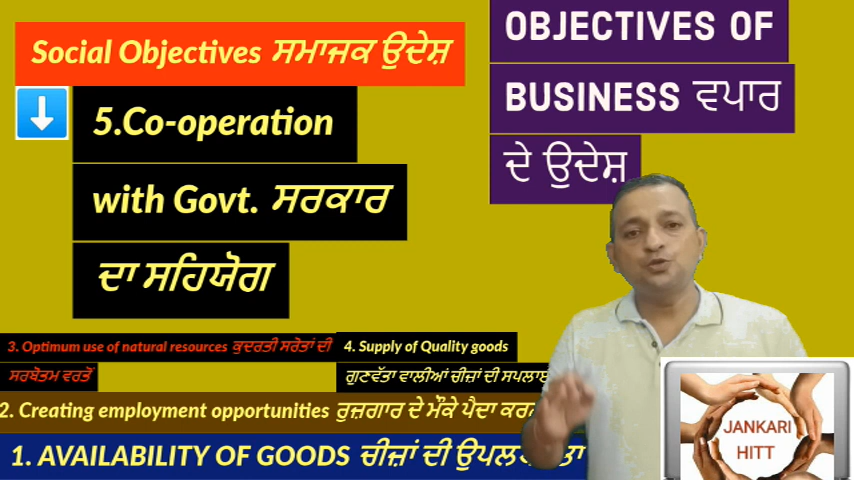 Social Objectives ਸਮਾਜਕ ਉਦੇਸ਼
5.Co-operation
with Govt. ਸਰਕਾਰ
ਦਾ ਸਹਿਯੋਗ
OBJECTIVES OF
BUSINESS ਵਪਾਰ
ਦੇ ਉਦੇਸ਼
3. Optimum use of natural resources ਕੁਦਰਤੀ ਸਰੋਤਾਂ ਦੀ
ਸਰਬੋਤਮ ਵਰਤੋਂ
4. Supply of Quality goods
ਗੁਣਵੱਤਾ ਵਾਲੀਆਂ ਚੀਜ਼ਾਂ ਦੀ
2. Creating employment opportunities ਰੁਜ਼ਗਾਰ ਦੇ ਮੌਕੇ ਪੈਦਾ
1. AVAILABILITY OF GOODS ਚੀਜ਼ਾਂ ਦੀ
JANKARI
HITT